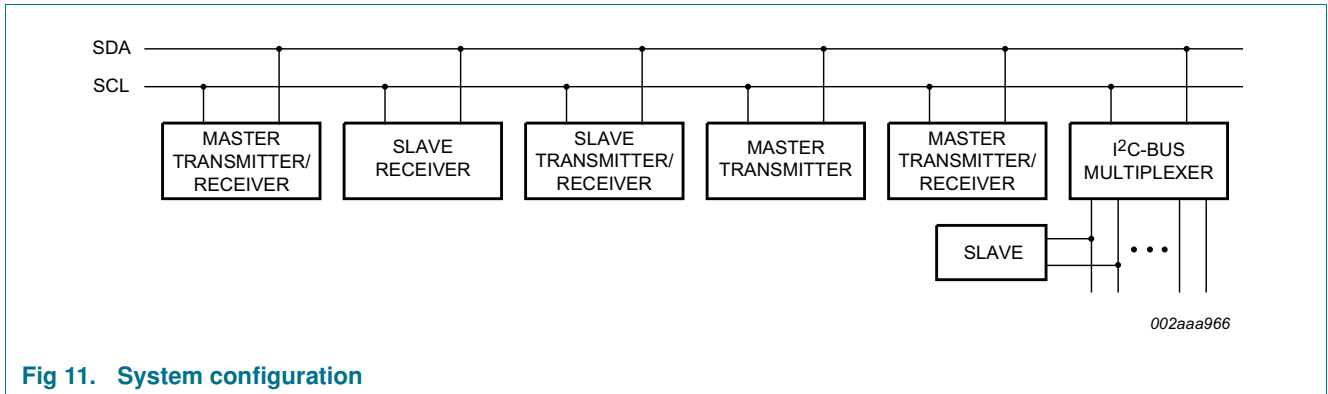 SDA
SCL
MASTER
TRANSMITTER/
RECEIVER
SLAVE
RECEIVER
SLAVE
TRANSMITTER/
RECEIVER
MASTER
TRANSMITTER
MASTER
TRANSMITTER/
RECEIVER
I²C-BUS
MULTIPLEXER
SLAVE
002aaa966
Fig 11. System configuration